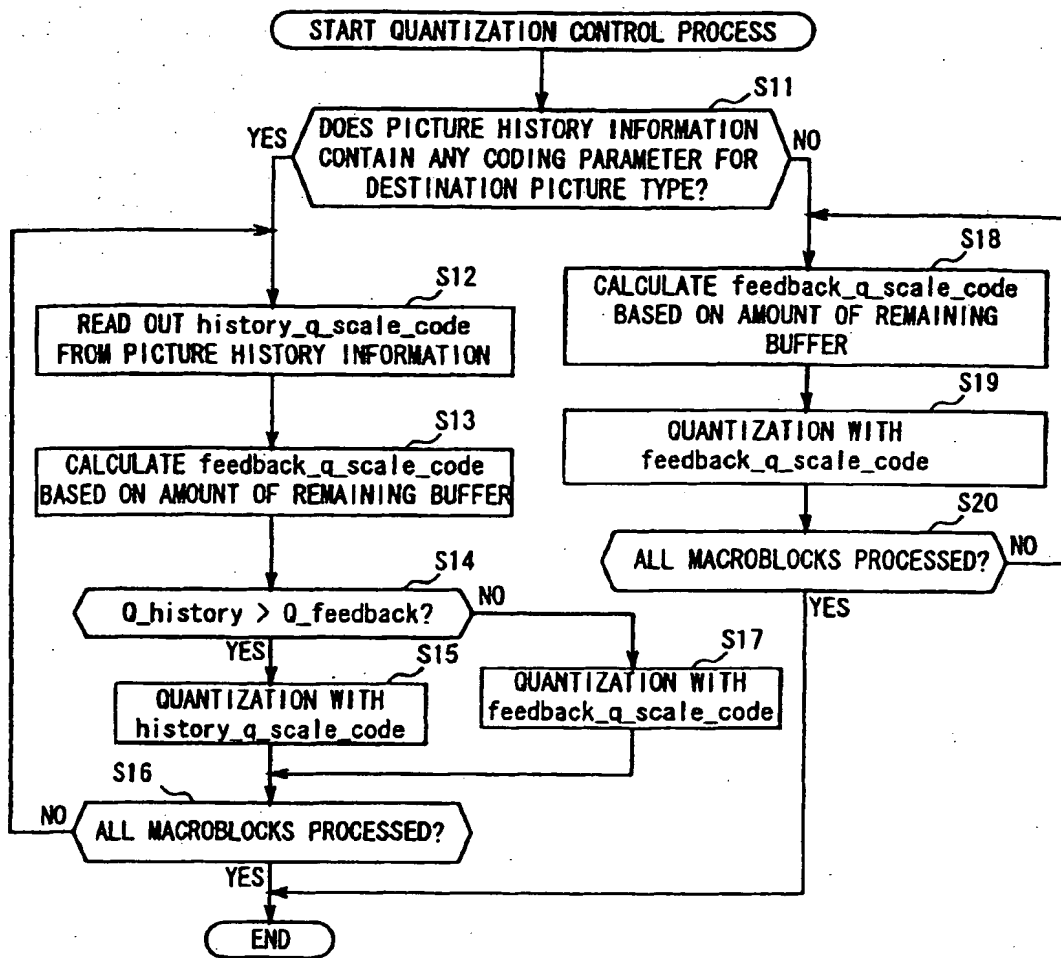 START QUANTIZATION CONTROL PROCESS
S11
DOES PICTURE HISTORY INFORMATION
CONTAIN ANY CODING PARAMETER FOR
DESTINATION PICTURE TYPE?
YES
NO
S12
READ OUT history_q_scale_code
FROM PICTURE HISTORY INFORMATION
S13
CALCULATE feedback_q_scale_code
BASED ON AMOUNT OF REMAINING BUFFER
S14
Q_history > Q_feedback?
NO
YES
S15
QUANTIZATION WITH
history_q_scale_code
S17
QUANTIZATION WITH
feedback_q_scale_code
S16
NO
ALL MACROBLOCKS PROCESSED?
YES
S18
CALCULATE feedback_q_scale_code
BASED ON AMOUNT OF REMAINING
BUFFER
S19
QUANTIZATION WITH
feedback_q_scale_code
S20
ALL MACROBLOCKS PROCESSED?
NO
YES
END